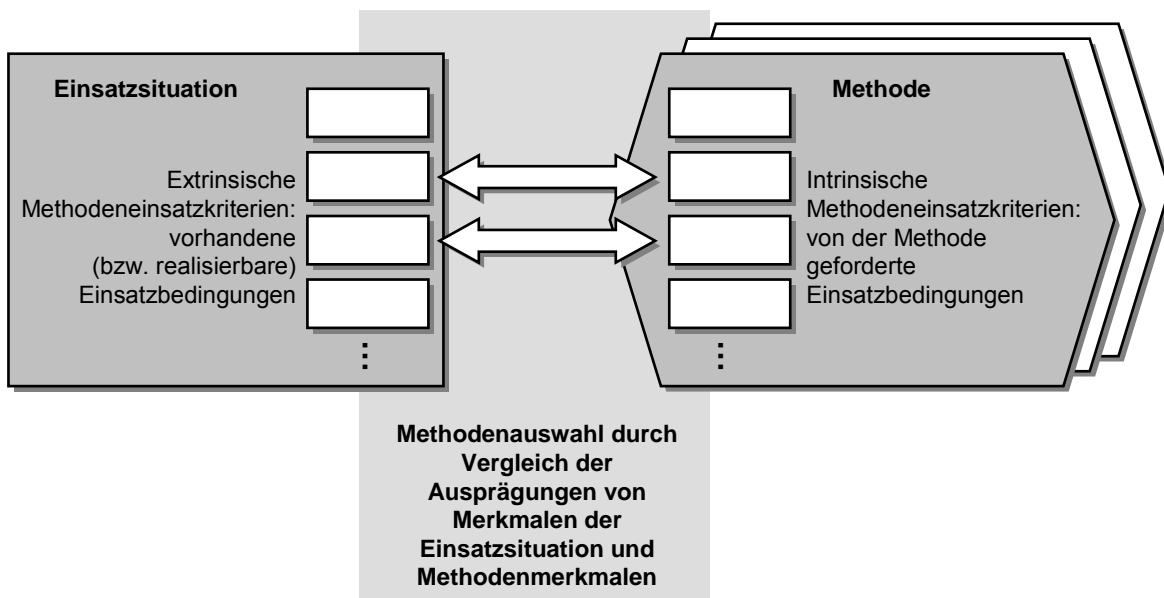 Einsatzsituation
Extrinsische
Methodeneinsatzkriterien:
vorhandene
(bzw. realisierbare)
Einsatzbedingungen
...
Methode
Intrinsische
Methodeneinsatzkriterien:
von der Methode
geforderte
Einsatzbedingungen
...
Methodenauswahl durch
Vergleich der
Ausprägungen von
Merkmalen der
Einsatzsituation und
Methodenmerkmalen